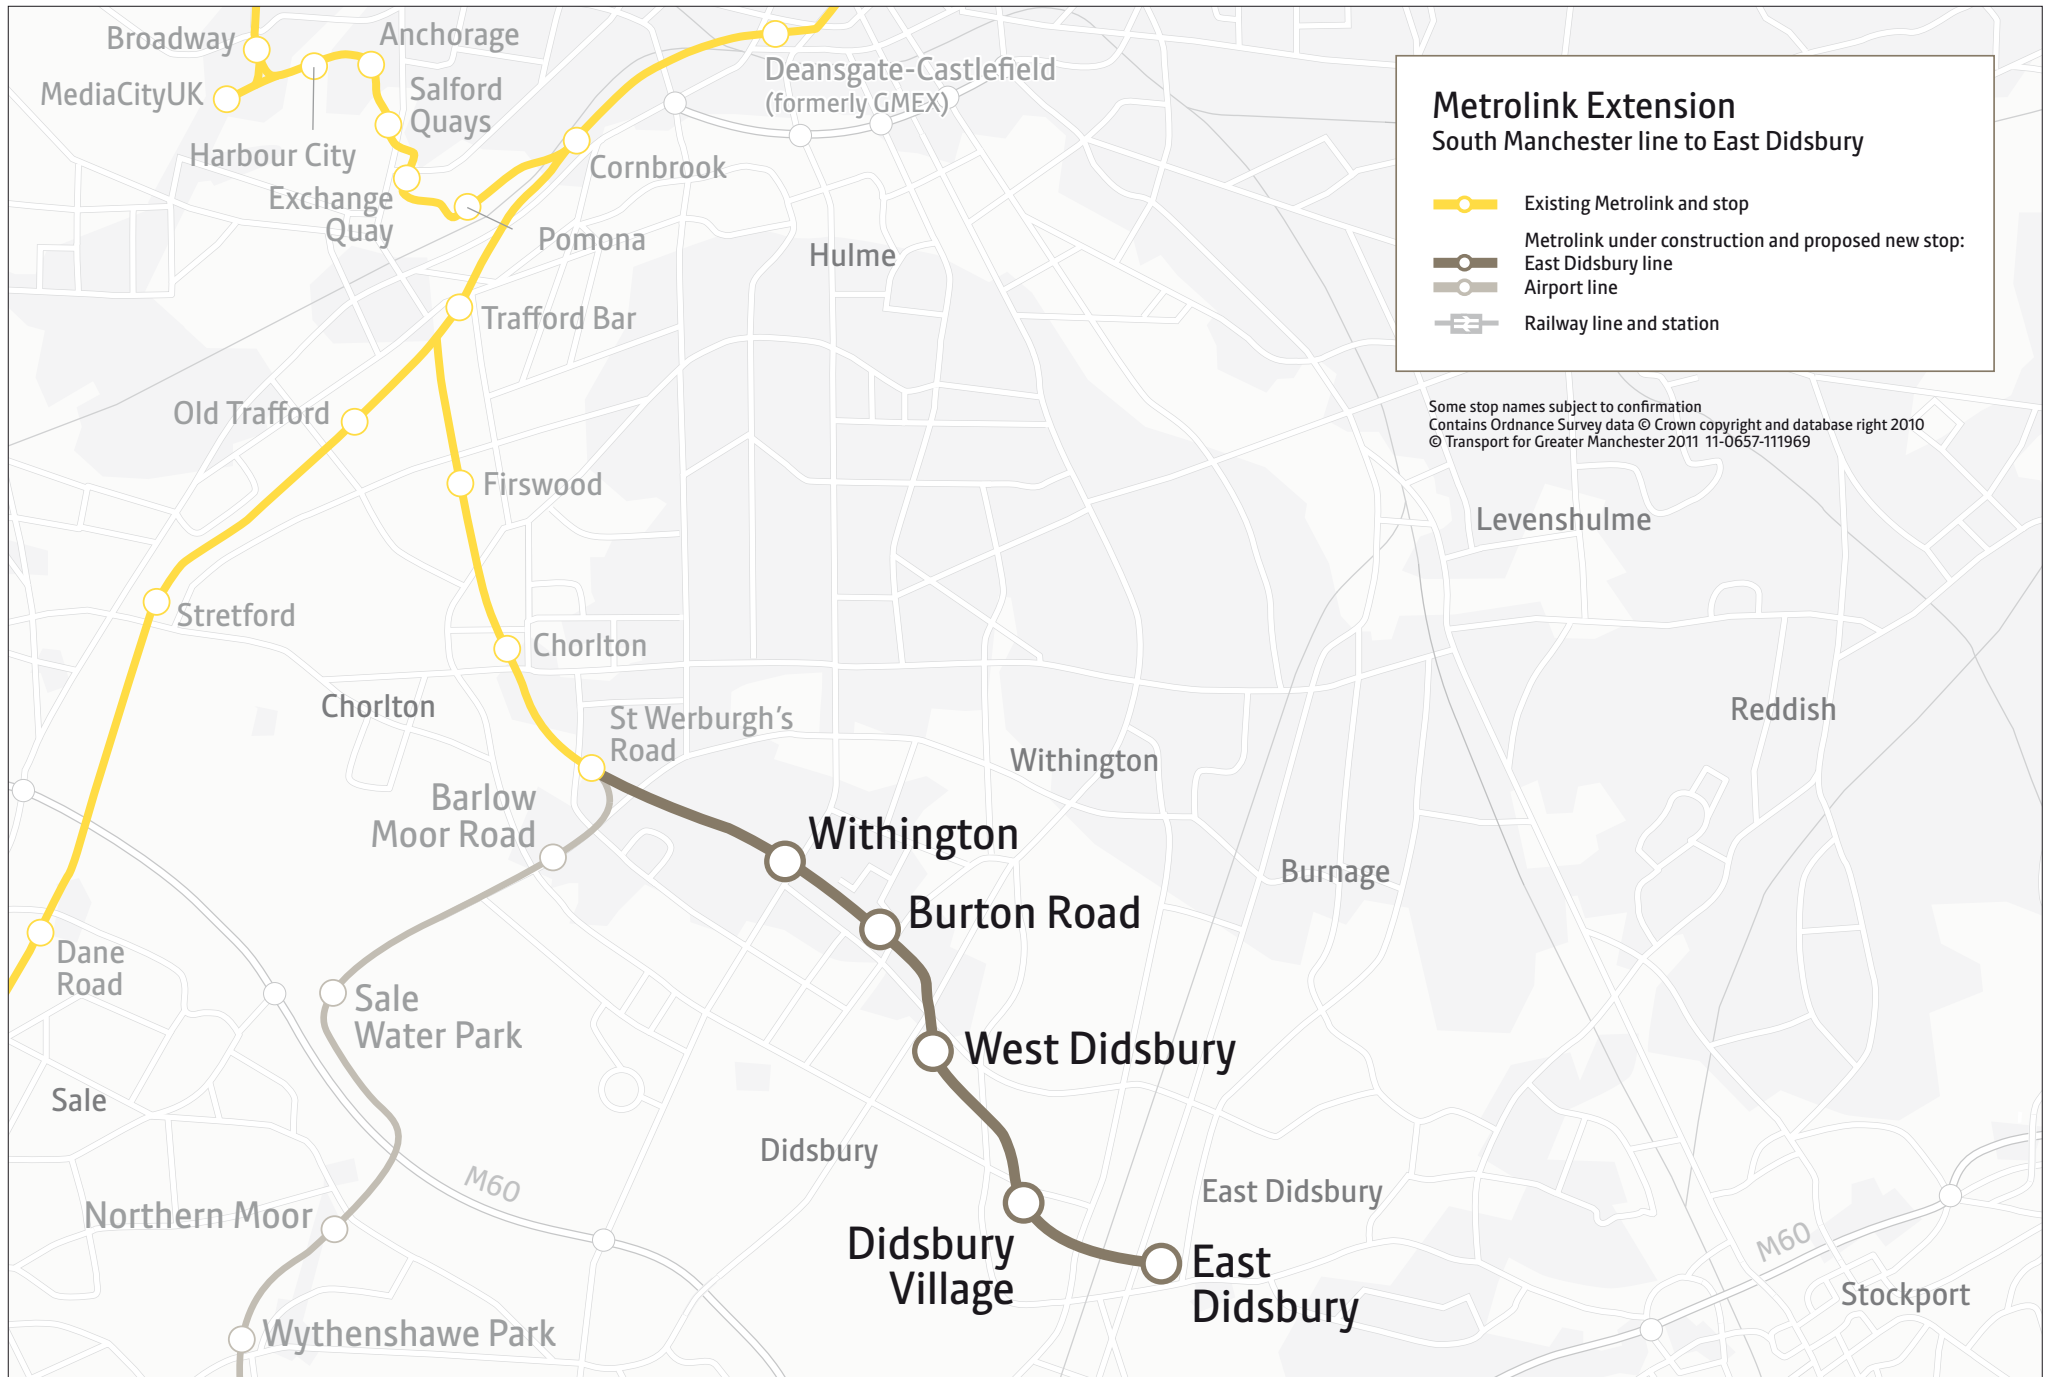 Broadway
Anchorage
MediaCityUK
Salford
Quays
Harbour City
Exchange
Quay
Pomona
Deansgate-Castlefield
(formerly GMEX)
Cornbrook
Hulme
Trafford Bar
Old Trafford
Firswood
Stretford
Chorlton
Chorlton
St Werburgh's
Road
Barlow
Moor Road
Withington
Withington
Burton Road
West Didsbury
Didsbury
Didsbury
Village
East Didsbury
East
Didsbury
Dane
Road
Sale
Water Park
Sale
M60
Northern Moor
Wythenshawe Park
Levenshulme
Reddish
Burnage
M60
Stockport
Metrolink Extension
South Manchester line to East Didsbury
Existing Metrolink and stop
Metrolink under construction and proposed new stop:
East Didsbury line
Airport line
Railway line and station
Some stop names subject to confirmation
Contains Ordnance Survey data © Crown copyright and database right 2010
© Transport for Greater Manchester 2011 11-0657-111969